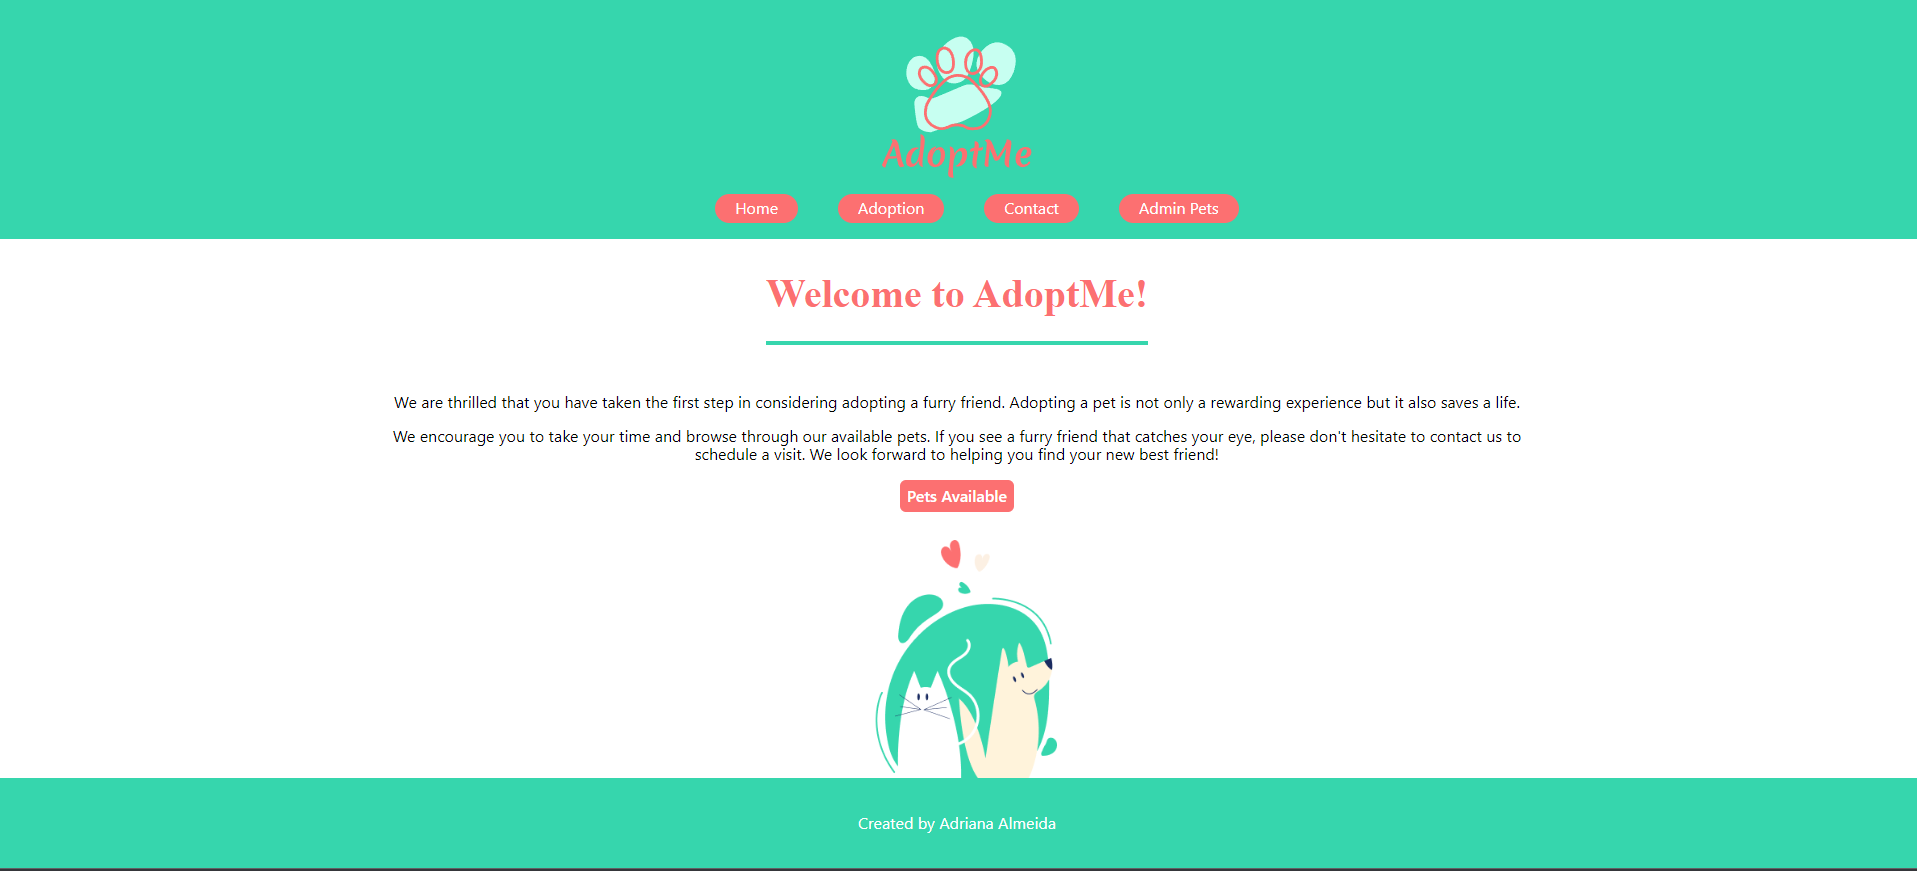 AdoptMe
Home Adoption Contact Admin Pets
Welcome to AdoptMe!
We are thrilled that you have taken the first step in considering adopting a furry friend. Adopting a pet is not only a rewarding experience but it also saves a life.
We encourage you to take your time and browse through our available pets. If you see a furry friend that catches your eye, please don't hesitate to contact us to
schedule a visit. We look forward to helping you find your new best friend!
Pets Available
Created by Adriana Almeida